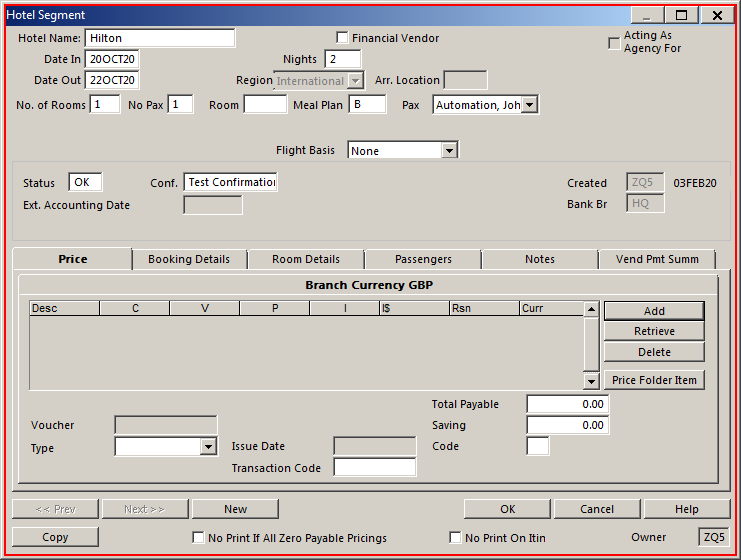 Hotel Segment
Hotel Name: Hilton Financial Vendor Acting As Agency For
Date In 20OCT20 Nights 2
Date Out 22OCT20 Region International Arr. Location
No. of Rooms 1 No Pax 1 Room Meal Plan B Pax Automation, Joh
Flight Basis None
Status OK Conf. Test Confirmation Created ZQ5 03FEB20
Ext. Accounting Date Bank Br HQ
Price Booking Details Room Details Passengers Notes Vend Pmt Summ
Branch Currency GBP
Desc C V P I I$ Rsn Curr Add
Retrieve
Delete
Price Folder Item
Total Payable 0.00
Voucher Saving 0.00
Type Issue Date Code
Transaction Code
<< Prev Next >> New OK Cancel Help
Copy No Print If All Zero Payable Pricings No Print On Itin Owner ZQ5